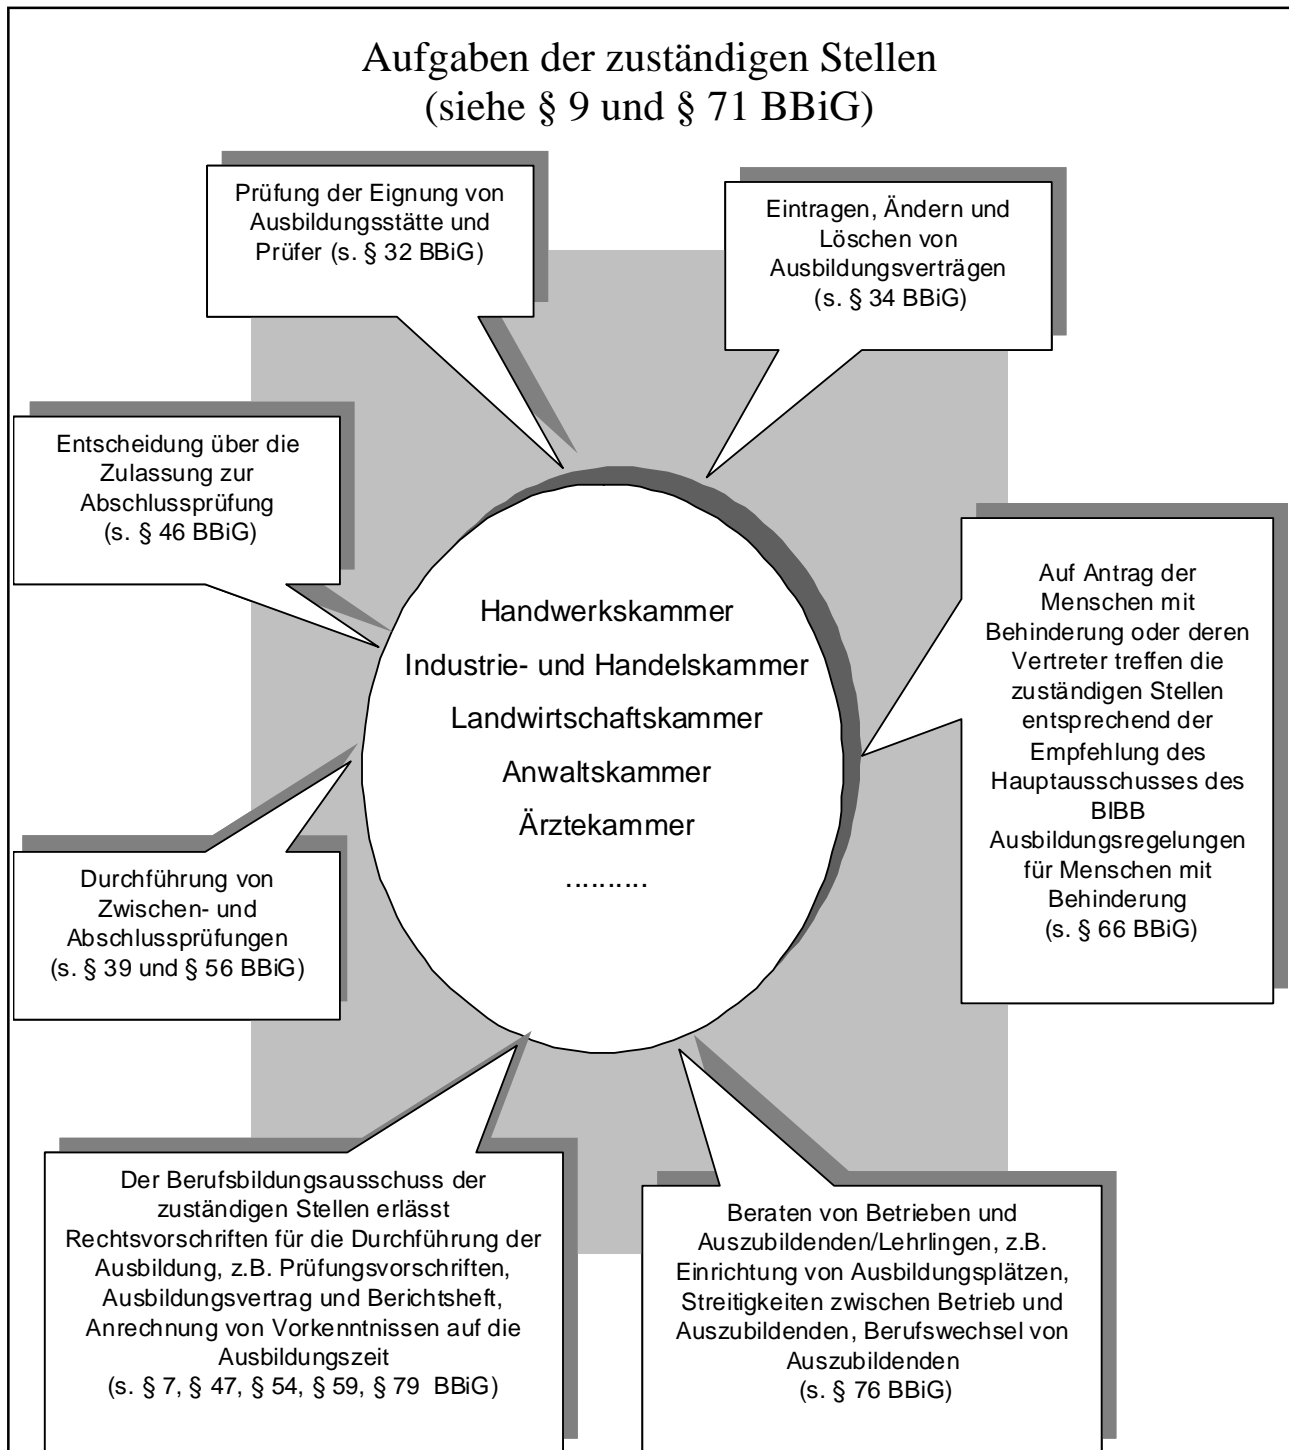 Aufgaben der zuständigen Stellen
(siehe § 9 und § 71 BBiG)
Prüfung der Eignung von
Ausbildungsstätte und
Prüfer (s. § 32 BBiG)
Eintragen, Ändern und
Löschen von
Ausbildungsverträgen
(s. § 34 BBiG)
Entscheidung über die
Zulassung zur
Abschlussprüfung
(s. § 46 BBiG)
Auf Antrag der
Menschen mit
Behinderung oder deren
Vertreter treffen die
zuständigen Stellen
entsprechend der
Empfehlung des
Hauptausschusses des
BIBB
Ausbildungsregelungen
für Menschen mit
Behinderung
(s. § 66 BBiG)
Handwerkskammer
Industrie- und Handelskammer
Landwirtschaftskammer
Anwaltskammer
Ärztekammer
..........
Durchführung von
Zwischen- und
Abschlussprüfungen
(s. § 39 und § 56 BBiG)
Der Berufsbildungsausschuss der
zuständigen Stellen erlässt
Rechtsvorschriften für die Durchführung der
Ausbildung, z.B. Prüfungsvorschriften,
Ausbildungsvertrag und Berichtsheft,
Anrechnung von Vorkenntnissen auf die
Ausbildungszeit
(s. § 7, § 47, § 54, § 59, § 79 BBiG)
Beraten von Betrieben und
Auszubildenden/Lehrlingen, z.B.
Einrichtung von Ausbildungsplätzen,
Streitigkeiten zwischen Betrieb und
Auszubildenden, Berufswechsel von
Auszubildenden
(s. § 76 BBiG)